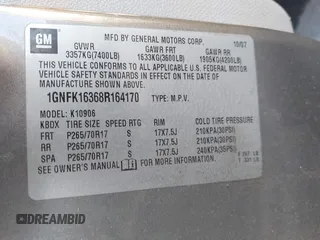 GM
MFD BY GENERAL MOTORS CORP. 10/07
GVWR GAWR FRT GAWR RR
3357KG(7400LB) 1633KG(3600LB) 1905KG(4200LB)
THIS VEHICLE CONFORMS TO ALL APPLICABLE U.S. FEDERAL MOTOR
VEHICLE SAFETY STANDARDS IN EFFECT ON THE DATE OF
MANUFACTURE SHOWN ABOVE.
1GNFK16368R164170 TYPE: M.P.V.
MODEL: K10906
KBDX TIRE SIZE SPEED RTG RIM COLD TIRE PRESSURE
FRT P265/70R17 S 17X7.5J 210KPA(30PSI)
RR P265/70R17 S 17X7.5J 210KPA(30PSI)
SPA P265/70R17 S 17X7.5J 240KPA(35PSI)
SEE OWNER'S MANUAL
DREAMBID